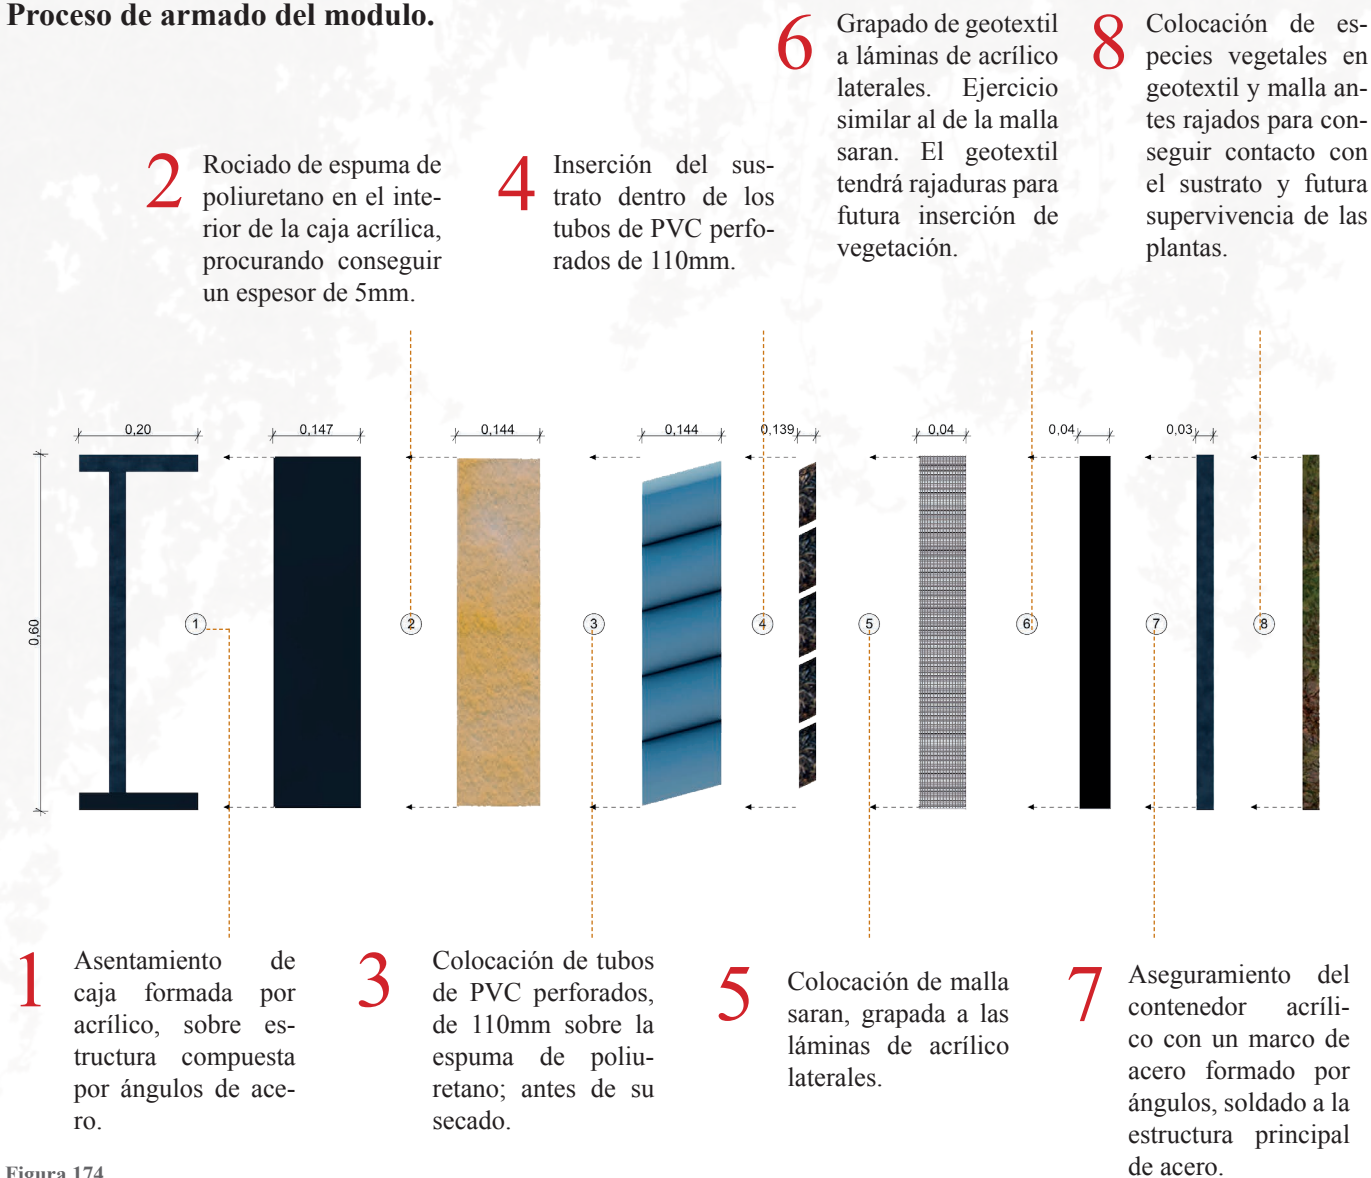 Proceso de armado del modulo.
2
Rociado de espuma de
poliuretano en el inte-
rior de la caja acrílica,
procurando conseguir
un espesor de 5mm.
4
Inserción del sus-
trato dentro de los
tubos de PVC perfo-
rados de 110mm.
6
Grapado de geotextil
a láminas de acrílico
laterales. Ejercicio
similar al de la malla
saran. El geotextil
tendrá rajaduras para
futura inserción de
vegetación.
8
Colocación de es-
pecies vegetales en
geotextil y malla an-
tes rajados para con-
seguir contacto con
el sustrato y futura
supervivencia de las
plantas.
0,20
0,147
0,144
0,144
0,139
0,04
0,04
0,03
0,60
1
2
3
4
5
6
7
8
1
Asentamiento de
caja formada por
acrílico, sobre es-
tructura compuesta
por ángulos de ace-
ro.
3
Colocación de tubos
de PVC perforados,
de 110mm sobre la
espuma de poliu-
retano; antes de su
secado.
5
Colocación de malla
saran, grapada a las
láminas de acrílico
laterales.
7
Aseguramiento del
contenedor acríli-
co con un marco de
acero formado por
ángulos, soldado a la
estructura principal
de acero.
Figura 174